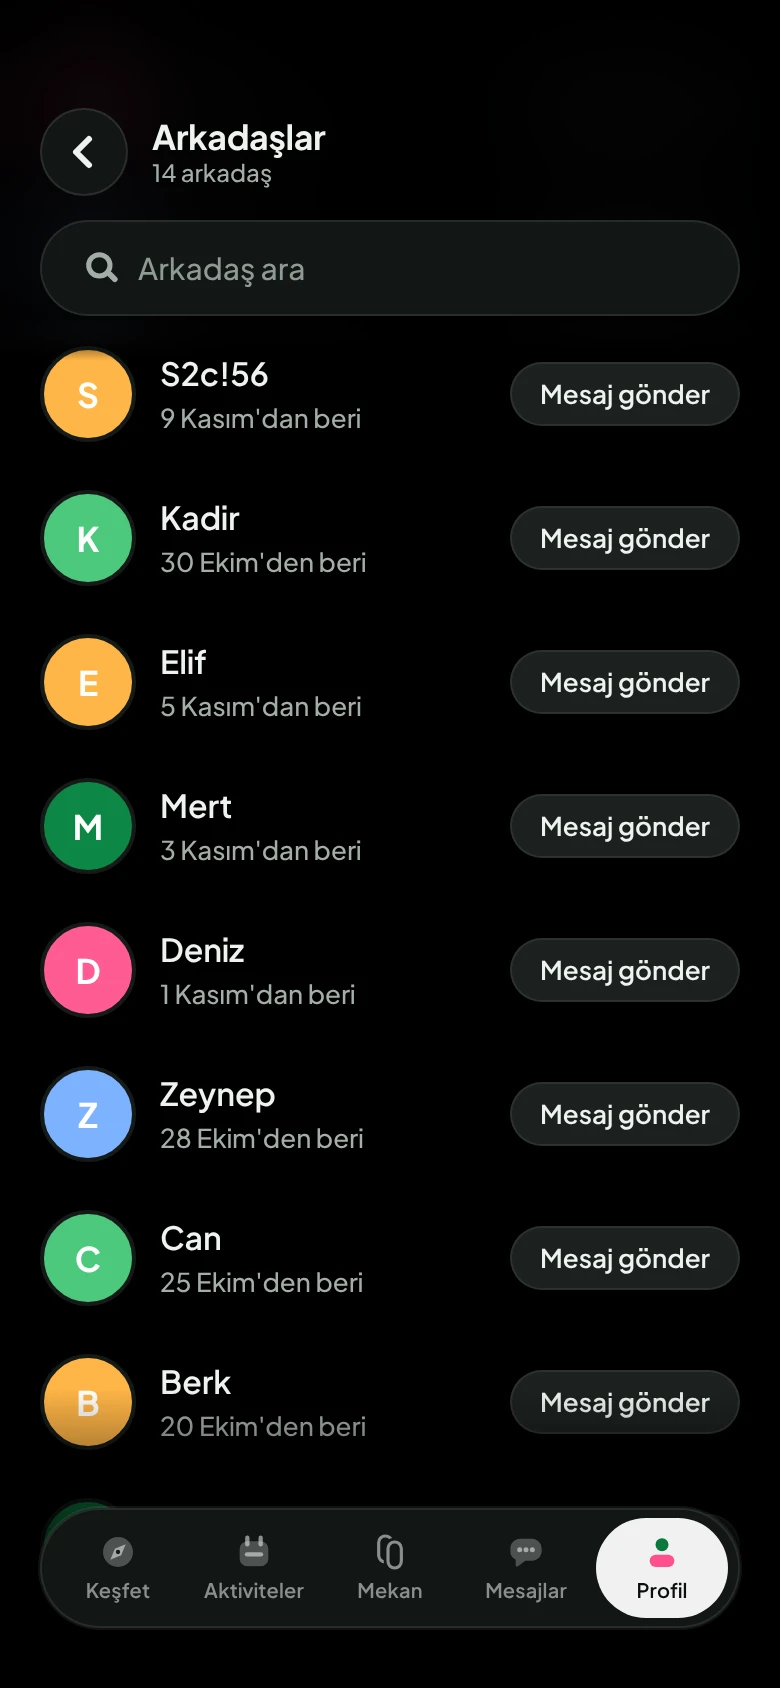 Arkadaşlar
14 arkadaş
Arkadaş ara
S
S2c!56
9 Kasım'dan beri
Mesaj gönder
K
Kadir
30 Ekim'den beri
Mesaj gönder
E
Elif
5 Kasım'dan beri
Mesaj gönder
M
Mert
3 Kasım'dan beri
Mesaj gönder
D
Deniz
1 Kasım'dan beri
Mesaj gönder
Z
Zeynep
28 Ekim'den beri
Mesaj gönder
C
Can
25 Ekim'den beri
Mesaj gönder
B
Berk
20 Ekim'den beri
Mesaj gönder
Keşfet
Aktiviteler
Mekan
Mesajlar
Profil